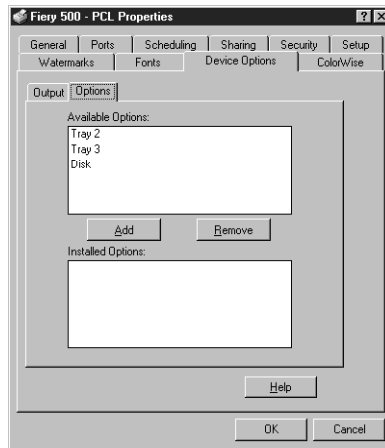 Fiery 500 - PCL Properties
General Ports Scheduling Sharing Security Setup
Watermarks Fonts Device Options ColorWise
Output Options
Available Options:
Tray 2
Tray 3
Disk
Add Remove
Installed Options:
Help
OK Cancel